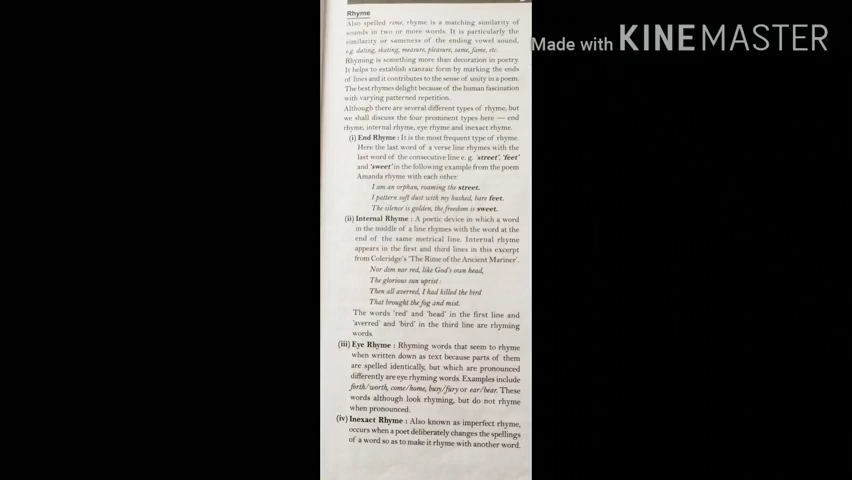 Rhyme
Also spelled rime, rhyme is a matching similarity of
sounds in two or more words. It is particularly the
similarity or sameness of the ending vowel sound,
e.g. dating, skating, measure, pleasure, same, fame, etc.
Rhyming is something more than decoration in poetry.
It helps to establish stanzaic form by marking the ends
of lines and it contributes to the sense of unity in a poem.
The best rhymes delight because of the human fascination
with varying patterned repetition.
Although there are several different types of rhyme, but
we shall discuss the four prominent types here — end
rhyme, internal rhyme, eye rhyme and inexact rhyme.
(i) End Rhyme : It is the most frequent type of rhyme.
Here the last word of a verse line rhymes with the
last word of the consecutive line e. g. 'street', 'feet'
and 'sweet' in the following example from the poem
Amanda rhyme with each other:
I am an orphan, roaming the street.
I pattern soft dust with my hushed, bare feet.
The silence is golden, the freedom is sweet.
(ii) Internal Rhyme : A poetic device in which a word
in the middle of a line rhymes with the word at the
end of the same metrical line. Internal rhyme
appears in the first and third lines in this excerpt
from Coleridge's 'The Rime of the Ancient Mariner'.
Nor dim nor red, like God's own head,
The glorious sun uprist :
Then all averred, I had killed the bird
That brought the fog and mist.
The words 'red' and 'head' in the first line and
'averred' and 'bird' in the third line are rhyming
words.
(iii) Eye Rhyme : Rhyming words that seem to rhyme
when written down as text because parts of them
are spelled identically, but which are pronounced
differently are eye rhyming words. Examples include
forth/worth, come/home, bury/fury or ear/bear. These
words although look rhyming, but do not rhyme
when pronounced.
(iv) Inexact Rhyme : Also known as imperfect rhyme,
occurs when a poet deliberately changes the spellings
of a word so as to make it rhyme with another word.
Made with KINEMASTER